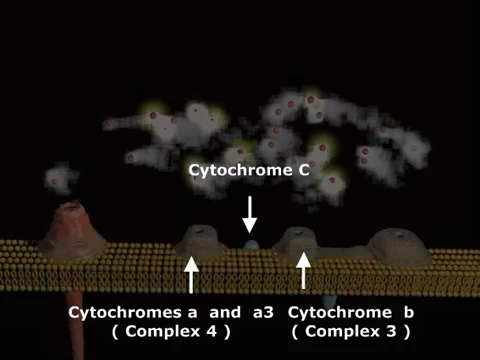 Cytochrome C
Cytochromes a and a3 Cytochrome b
( Complex 4 ) ( Complex 3 )